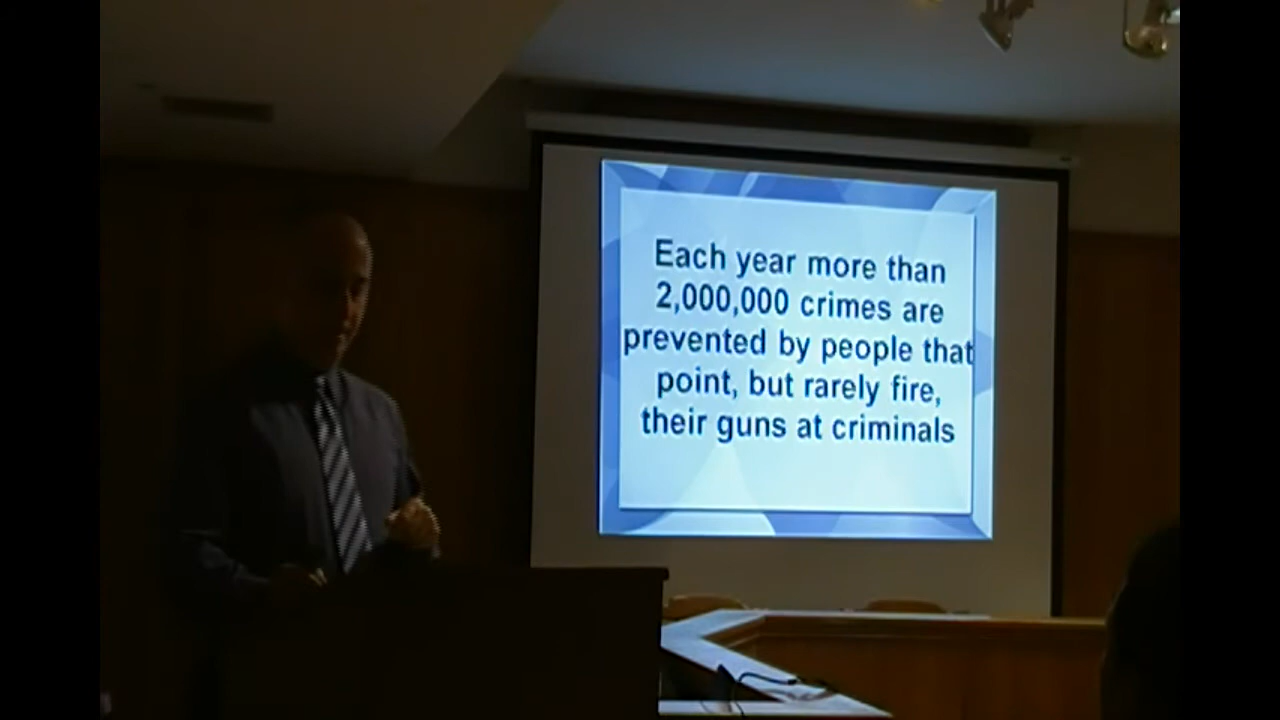 Each year more than
2,000,000 crimes are
prevented by people that
point, but rarely fire,
their guns at criminals